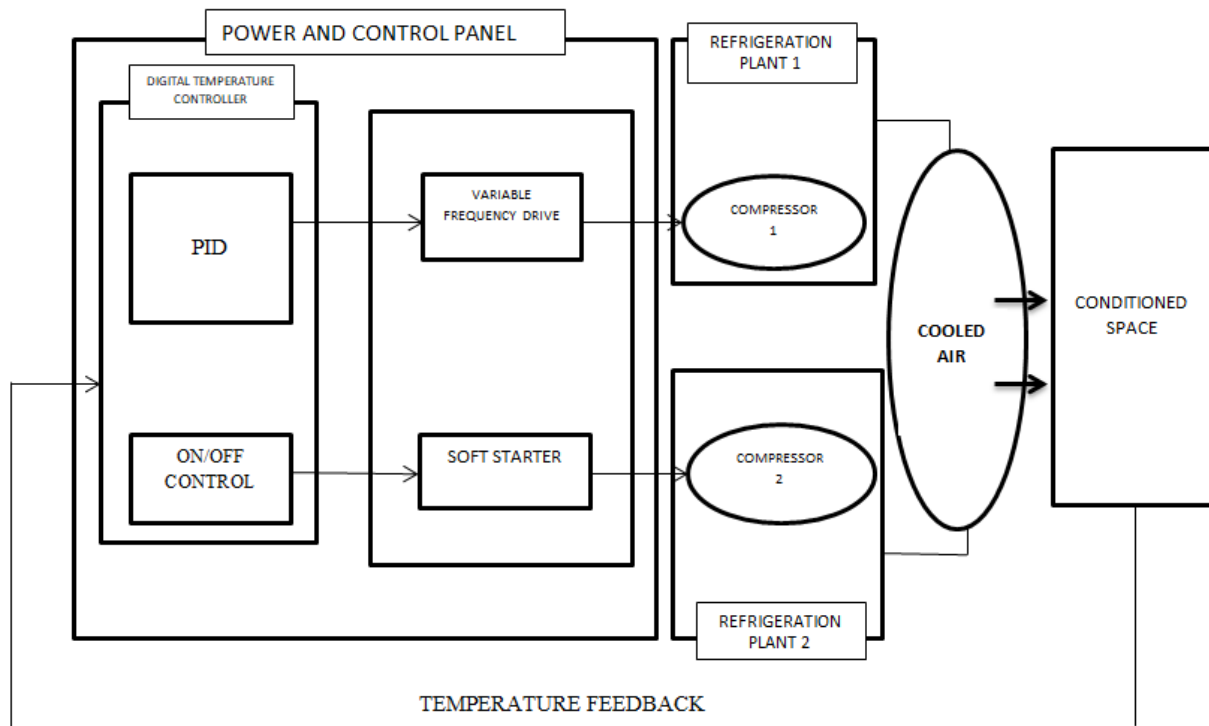 POWER AND CONTROL PANEL
DIGITAL TEMPERATURE
CONTROLLER
PID
ON/OFF
CONTROL
VARIABLE
FREQUENCY DRIVE
SOFT STARTER
REFRIGERATION
PLANT 1
COMPRESSOR
1
COMPRESSOR
2
REFRIGERATION
PLANT 2
COOLED
AIR
CONDITIONED
SPACE
TEMPERATURE FEEDBACK